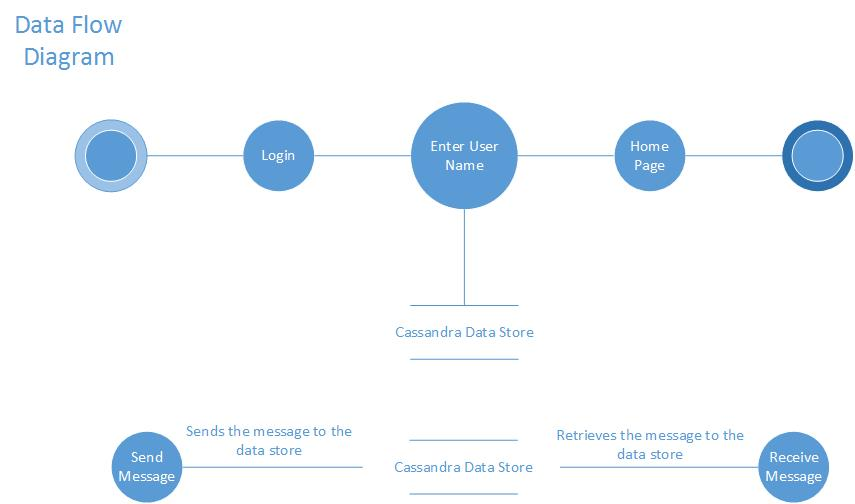 Data Flow
Diagram
Login
Enter User
Name
Home
Page
Cassandra Data Store
Sends the message to the
data store
Retrieves the message to the
data store
Send
Message
Cassandra Data Store
Receive
Message